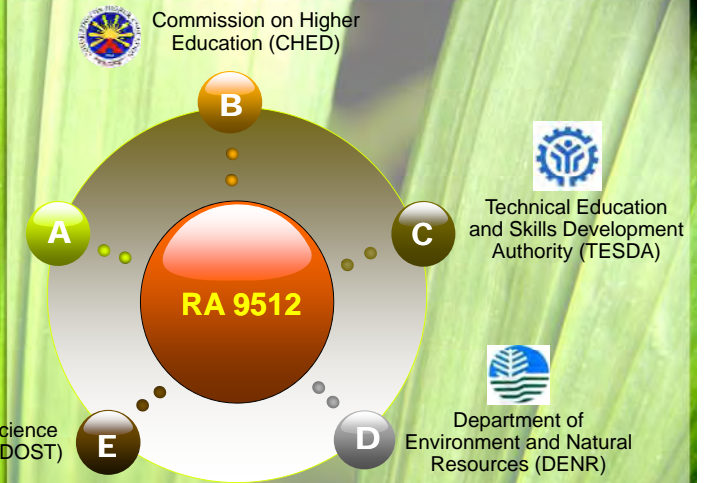 Commission on Higher
Education (CHED)
B
A
C
Technical Education
and Skills Development
Authority (TESDA)
RA 9512
cience
DOST)
E
D
Department of
Environment and Natural
Resources (DENR)